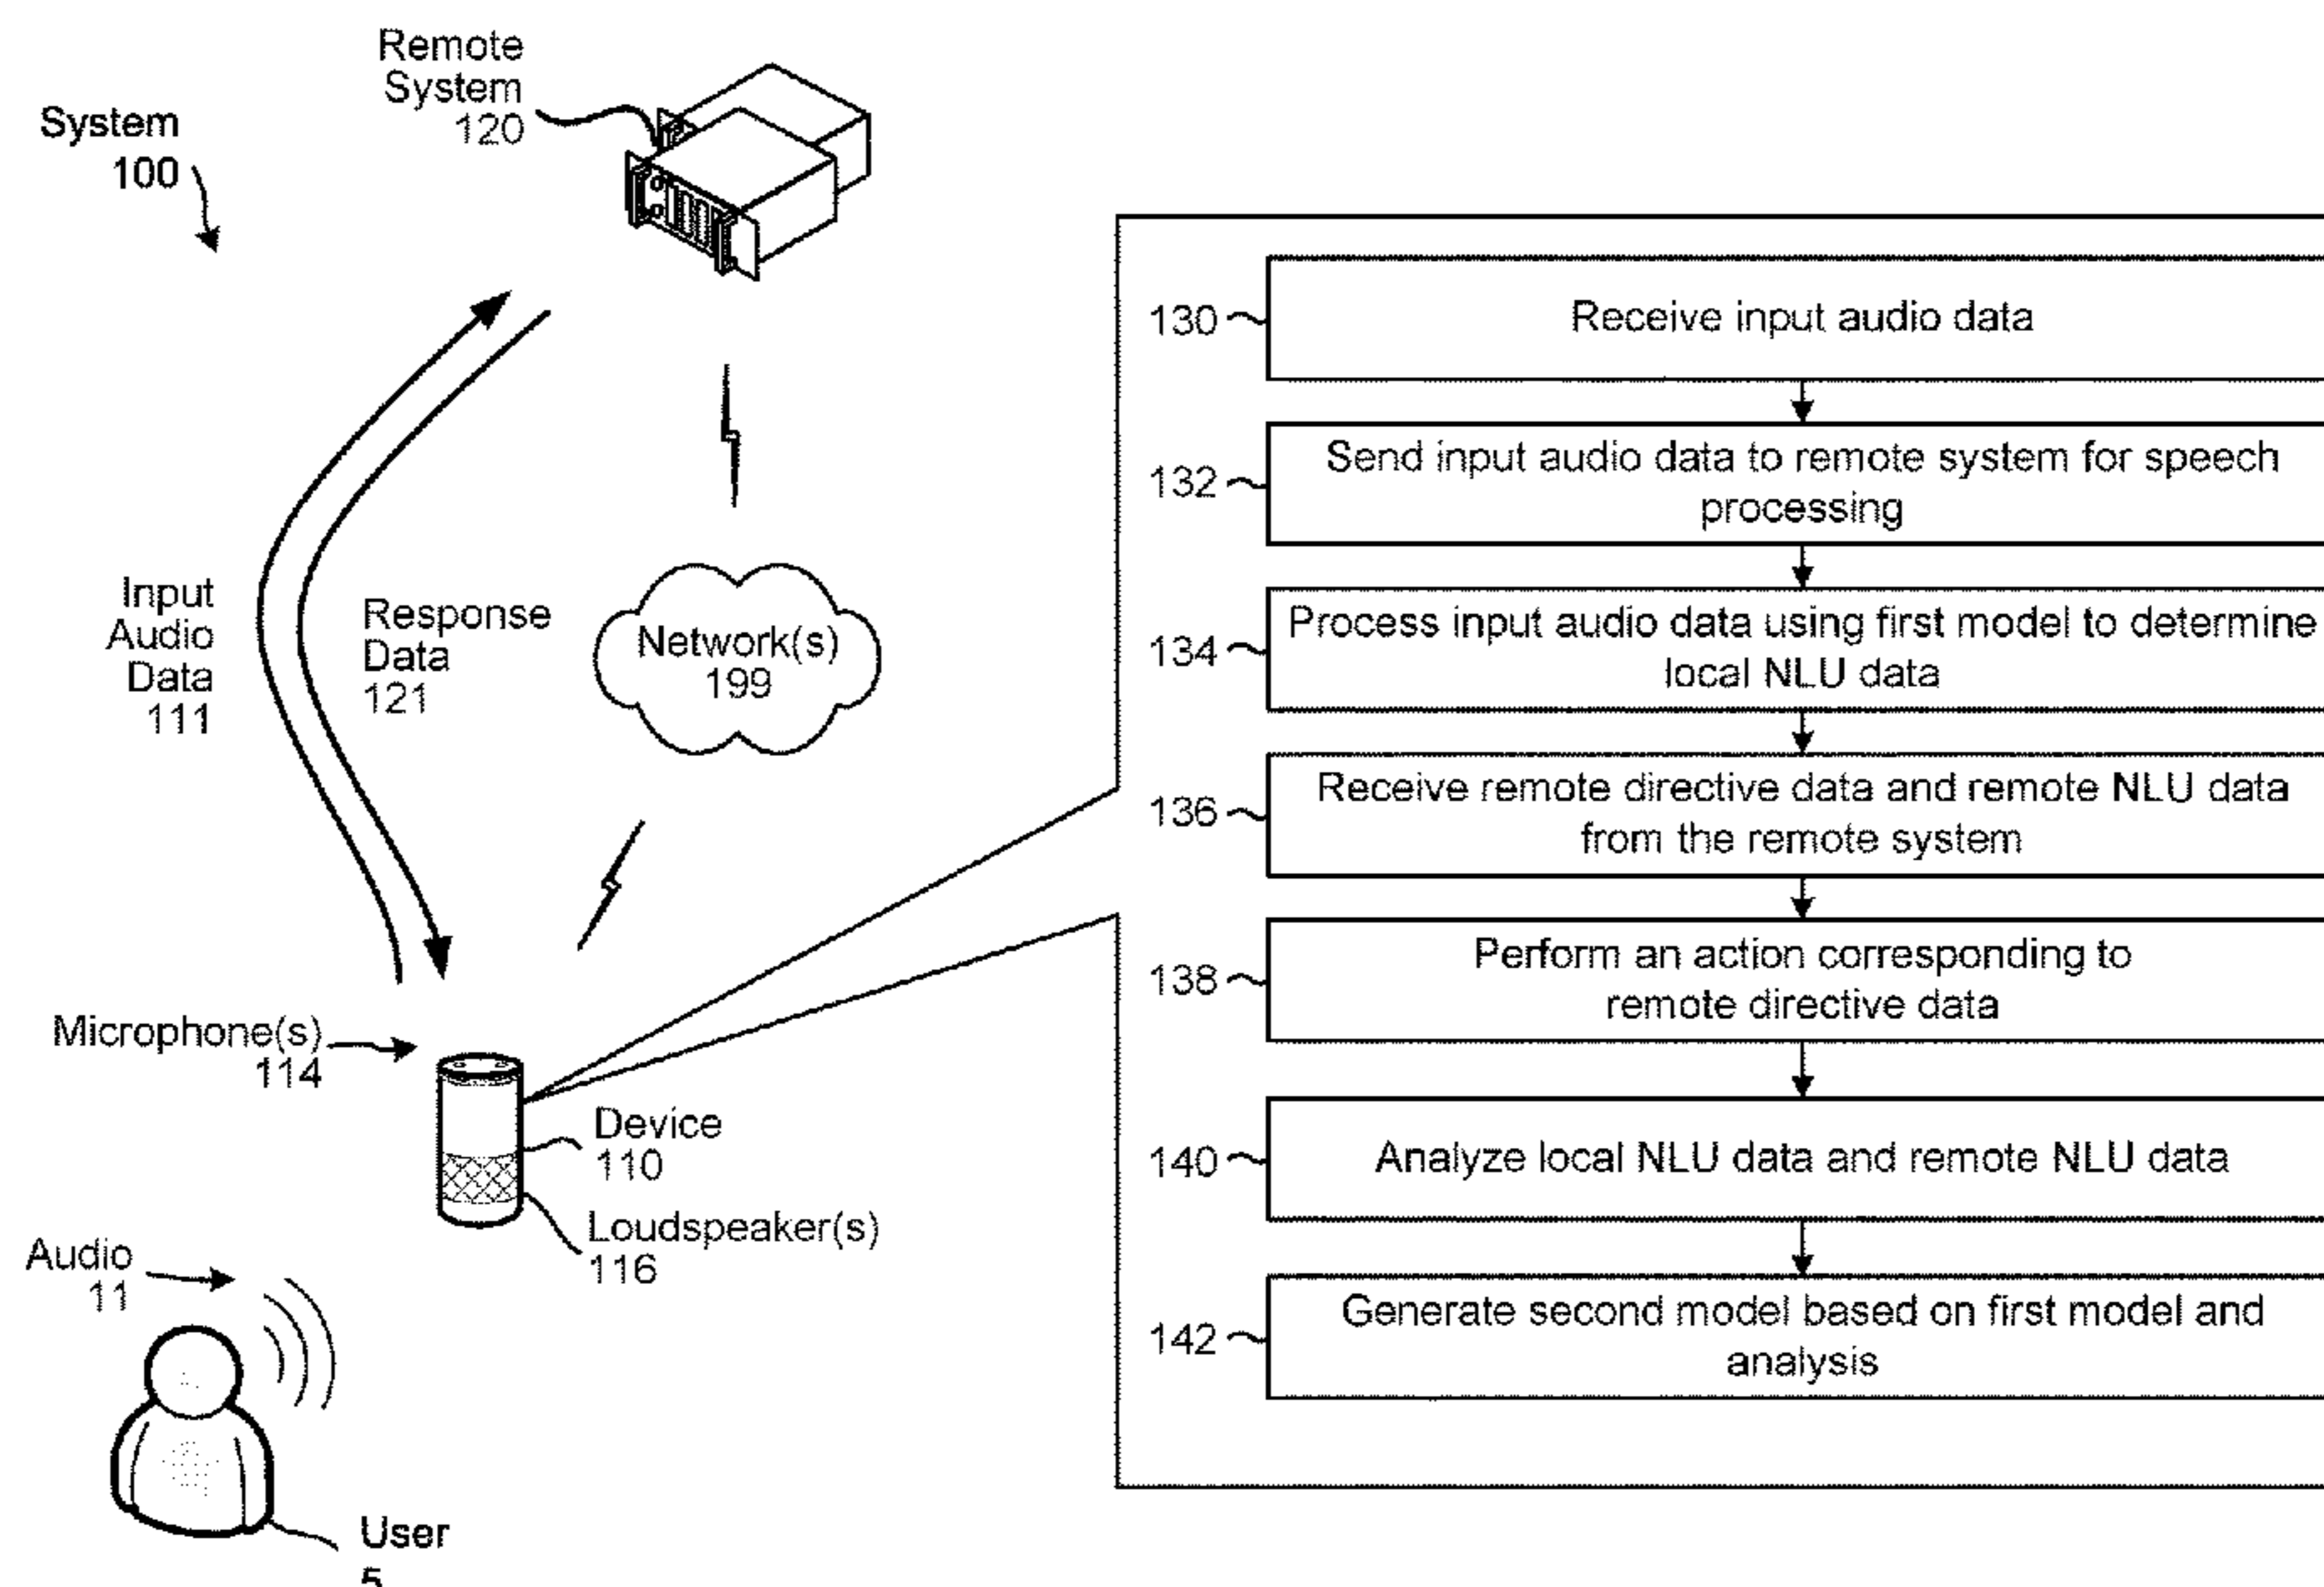 Remote
System
120
System
100
Input
Audio
Data
111
Response
Data
121
Network(s)
199
Microphone(s)
114
Device
110
Loudspeaker(s)
116
Audio
11
User
5
130
Receive input audio data
132
Send input audio data to remote system for speech
processing
134
Process input audio data using first model to determine
local NLU data
136
Receive remote directive data and remote NLU data
from the remote system
138
Perform an action corresponding to
remote directive data
140
Analyze local NLU data and remote NLU data
142
Generate second model based on first model and
analysis